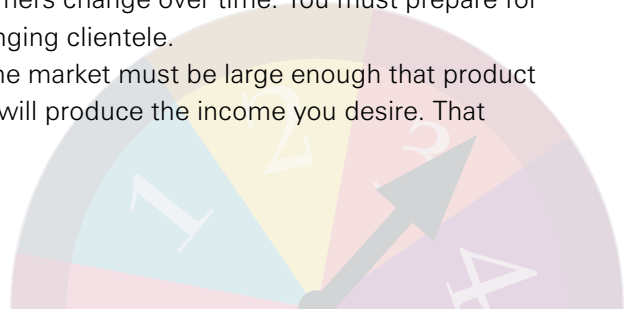 mers change over time. You must prepare for
nging clientele.
ne market must be large enough that product
will produce the income you desire. That
1
2
3
4